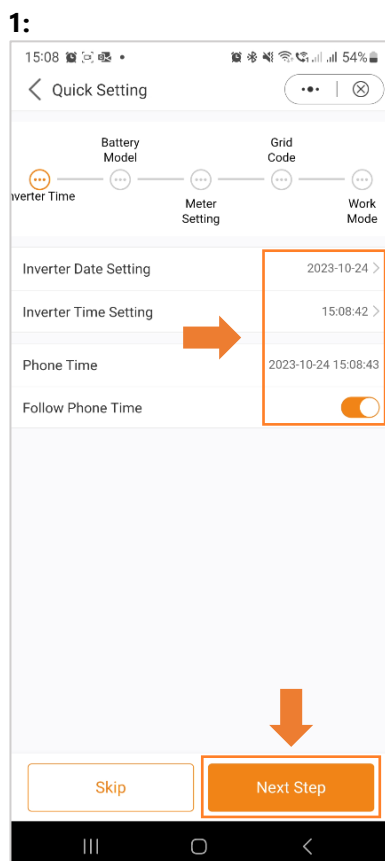 1:
15:08 54%
Quick Setting
Battery
Model
Grid
Code
nverter Time
Meter
Setting
Work
Mode
Inverter Date Setting 2023-10-24
Inverter Time Setting 15:08:42
Phone Time 2023-10-24 15:08:43
Follow Phone Time
Skip Next Step